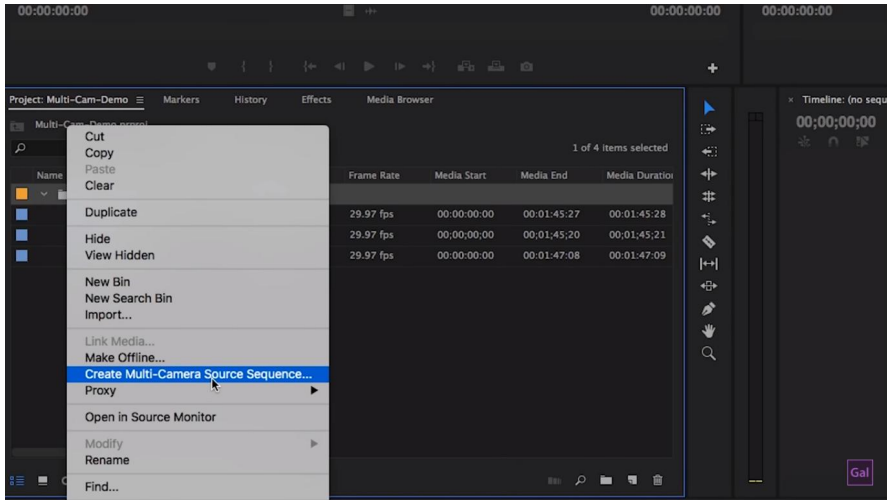 00:00:00:00
00:00:00:00
00:00:00:00
Project: Multi-Cam-Demo
Markers
History
Effects
Media Browser
Timeline: (no sequ
00;00;00;00
Multi-Cam-Demo.prproj
1 of 4 items selected
Name
Frame Rate
Media Start
Media End
Media Duration
29.97 fps
00:00:00:00
00:01:45:27
00:01:45:28
29.97 fps
00;00;00;00
00;01;45;20
00;01;45;21
29.97 fps
00:00:00:00
00:01:47:08
00:01:47:09
Cut
Copy
Paste
Clear
Duplicate
Hide
View Hidden
New Bin
New Search Bin
Import...
Link Media...
Make Offline...
Create Multi-Camera Source Sequence...
Proxy
Open in Source Monitor
Modify
Rename
Find...
Gal